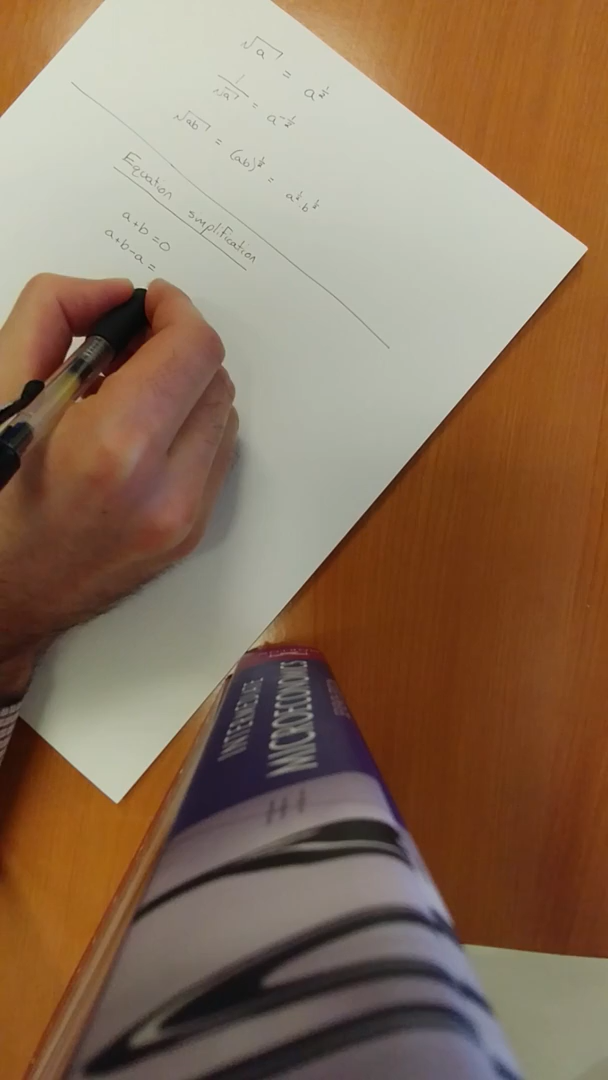 √a = a^½
1/√a = a^-½
√ab = (ab)^½ = a^½ b^½
Equation simplification
a+b=0
a+b-a=
INTERMEDIATE
MICROECONOMICS